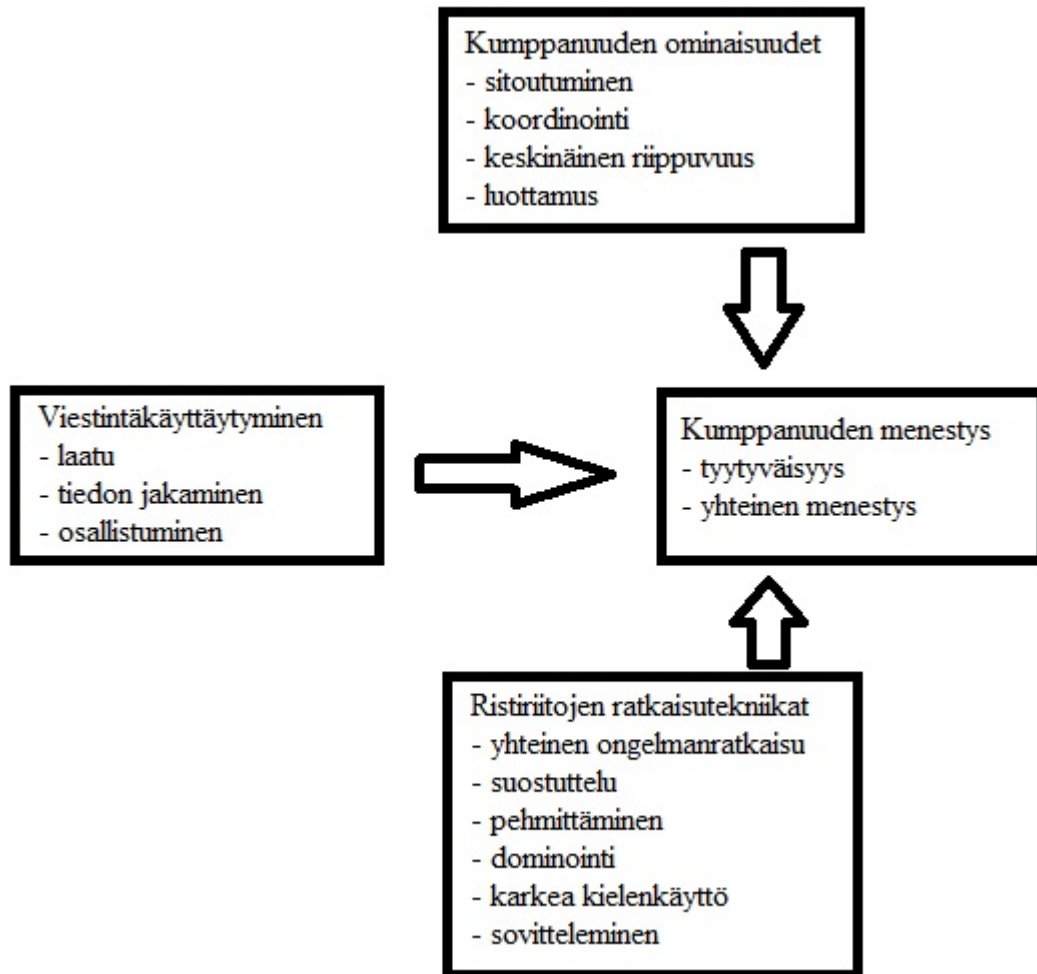 Kumppanuuden ominaisuudet
- sitoutuminen
- koordinointi
- keskinäinen riippuvuus
- luottamus
Viestintäkäyttäytyminen
- laatu
- tiedon jakaminen
- osallistuminen
Kumppanuuden menestys
- tyytyväisyys
- yhteinen menestys
Ristiriitojen ratkaisutekniikat
- yhteinen ongelmanratkaisu
- suostuttelu
- pehmittäminen
- dominointi
- karkea kielenkäyttö
- sovitteleminen